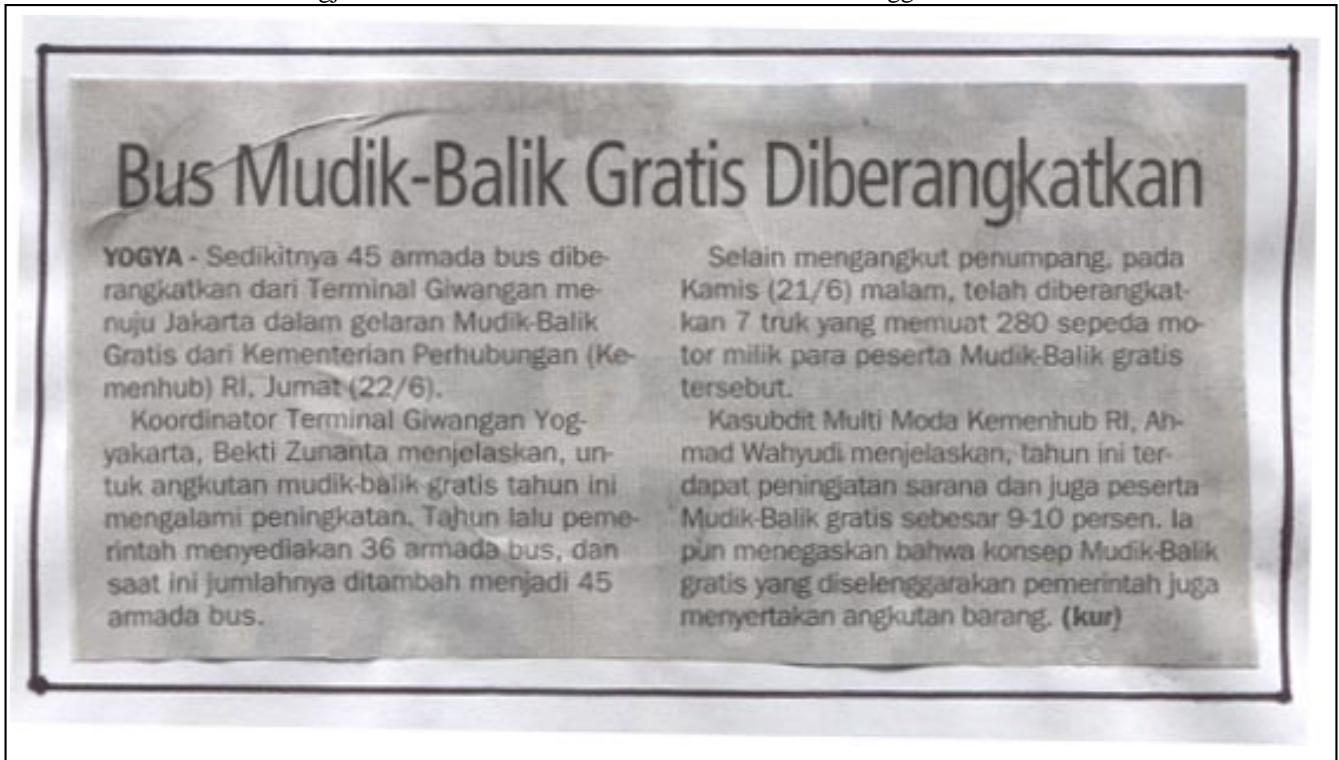 Bus Mudik-Balik Gratis Diberangkatkan
YOGYA - Sedikitnya 45 armada bus dibe-
rangkatkan dari Terminal Giwangan me-
nuju Jakarta dalam gelaran Mudik-Balik
Gratis dari Kementerian Perhubungan (Ke-
menhub) RI, Jumat (22/6).
Koordinator Terminal Giwangan Yog-
yakarta, Bekti Zunanta menjelaskan, un-
tuk angkutan mudik-balik gratis tahun ini
mengalami peningkatan. Tahun lalu peme-
rintah menyediakan 36 armada bus, dan
saat ini jumlahnya ditambah menjadi 45
armada bus.
Selain mengangkut penumpang, pada
Kamis (21/6) malam, telah diberangkat-
kan 7 truk yang memuat 280 sepeda mo-
tor milik para peserta Mudik-Balik gratis
tersebut.
Kasubdit Multi Moda Kemenhub RI, Ah-
mad Wahyudi menjelaskan, tahun ini ter-
dapat peningjatan sarana dan juga peserta
Mudik-Balik gratis sebesar 9-10 persen. Ia
pun menegaskan bahwa konsep Mudik-Balik
gratis yang diselenggarakan pemerintah juga
menyertakan angkutan barang. (kur)